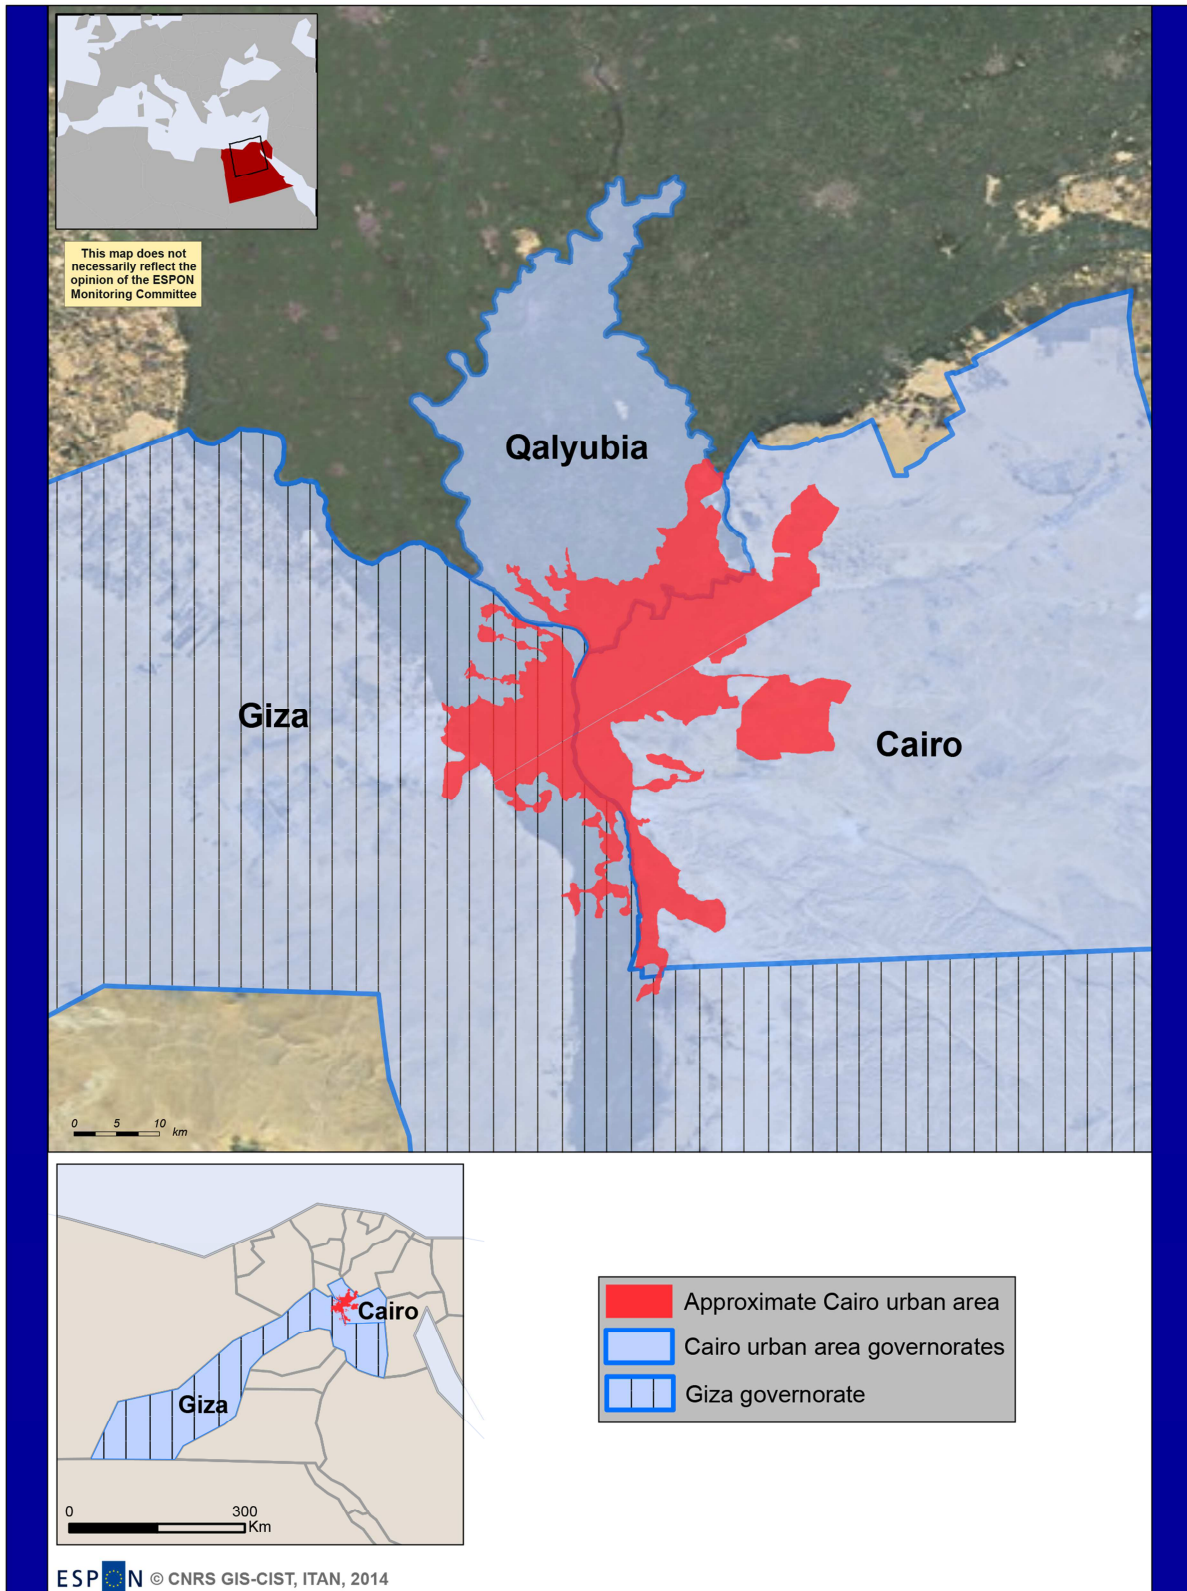 This map does not
necessarily reflect the
opinion of the ESPON
Monitoring Committee
Qalyubia
Giza
Cairo
0 5 10 km
Cairo
Giza
0 300
Km
Approximate Cairo urban area
Cairo urban area governorates
Giza governorate
ESPON © CNRS GIS-CIST, ITAN, 2014